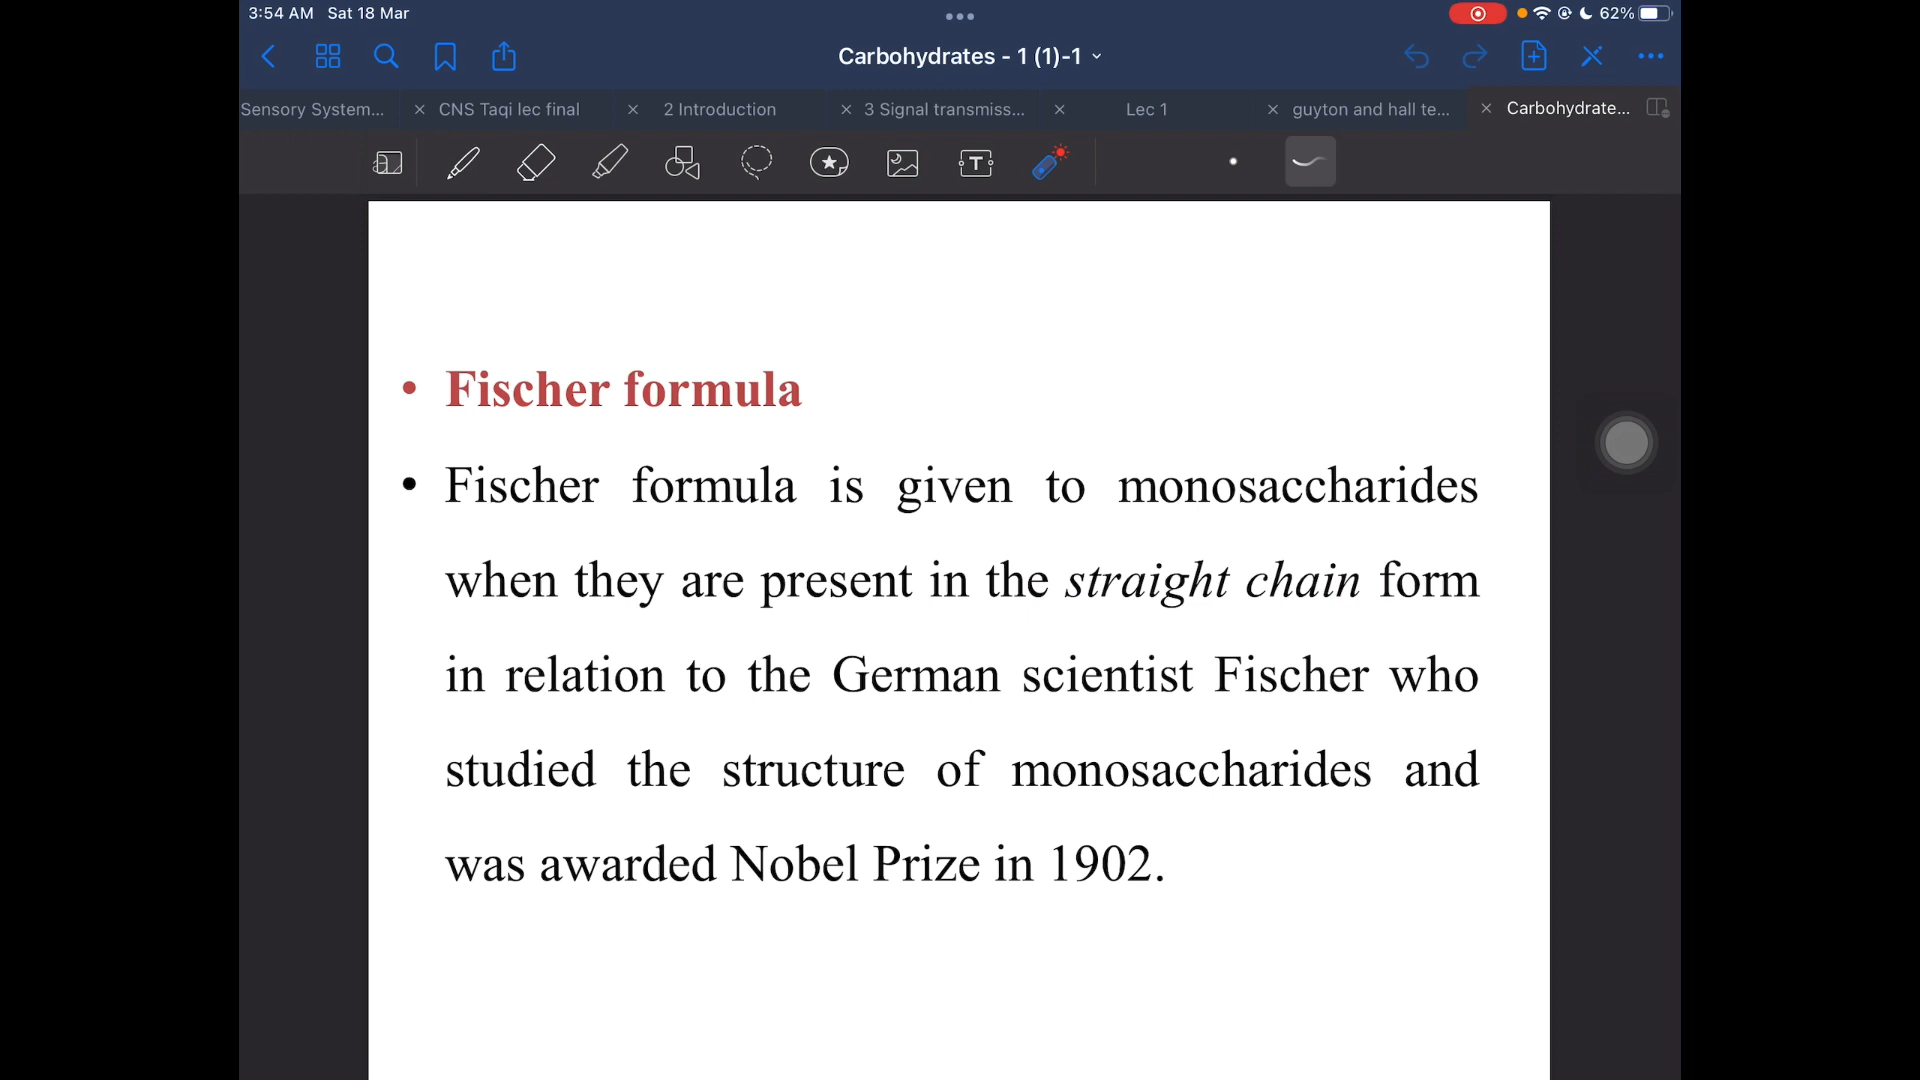 3:54 AM Sat 18 Mar
62%
Carbohydrates - 1 (1)-1
Sensory System...
CNS Taqi lec final
2 Introduction
3 Signal transmiss...
Lec 1
guyton and hall te...
Carbohydrate...
• Fischer formula
• Fischer formula is given to monosaccharides
when they are present in the straight chain form
in relation to the German scientist Fischer who
studied the structure of monosaccharides and
was awarded Nobel Prize in 1902.